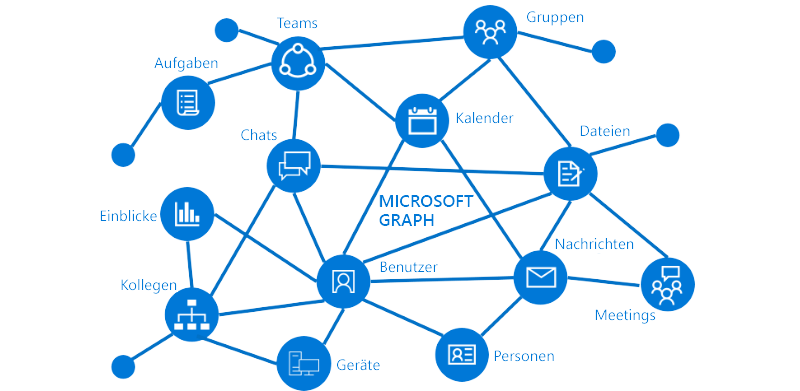 Teams
Gruppen
Aufgaben
Kalender
Chats
Dateien
MICROSOFT
GRAPH
Einblicke
Nachrichten
Benutzer
Kollegen
Meetings
Geräte
Personen